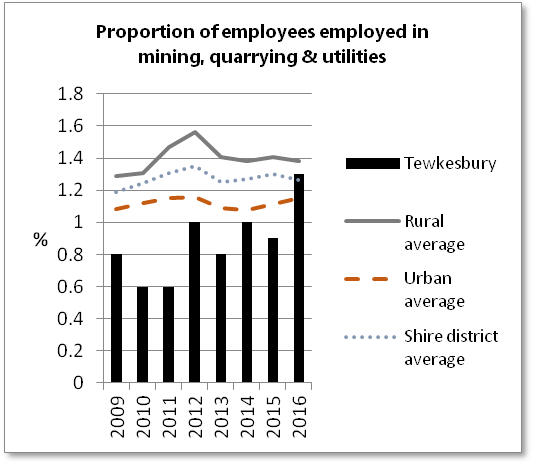 Proportion of employees employed in
mining, quarrying & utilities
1.8
1.6
1.4
1.2
1
0.8
0.6
0.4
0.2
0
%
2009
2010
2011
2012
2013
2014
2015
2016
Tewkesbury
Rural
average
Urban
average
Shire district
average